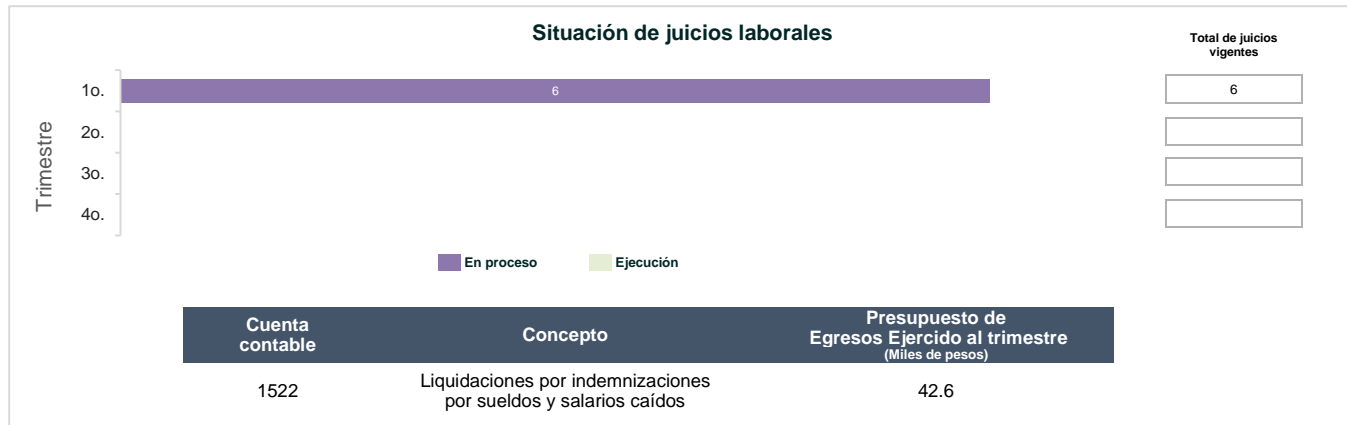 Situación de juicios laborales
Total de juicios
vigentes
Trimestre
1o.
6
6
2o.
3o.
4o.
En proceso
Ejecución
Cuenta
contable
Concepto
Presupuesto de
Egresos Ejercido al trimestre
(Miles de pesos)
1522
Liquidaciones por indemnizaciones
por sueldos y salarios caídos
42.6